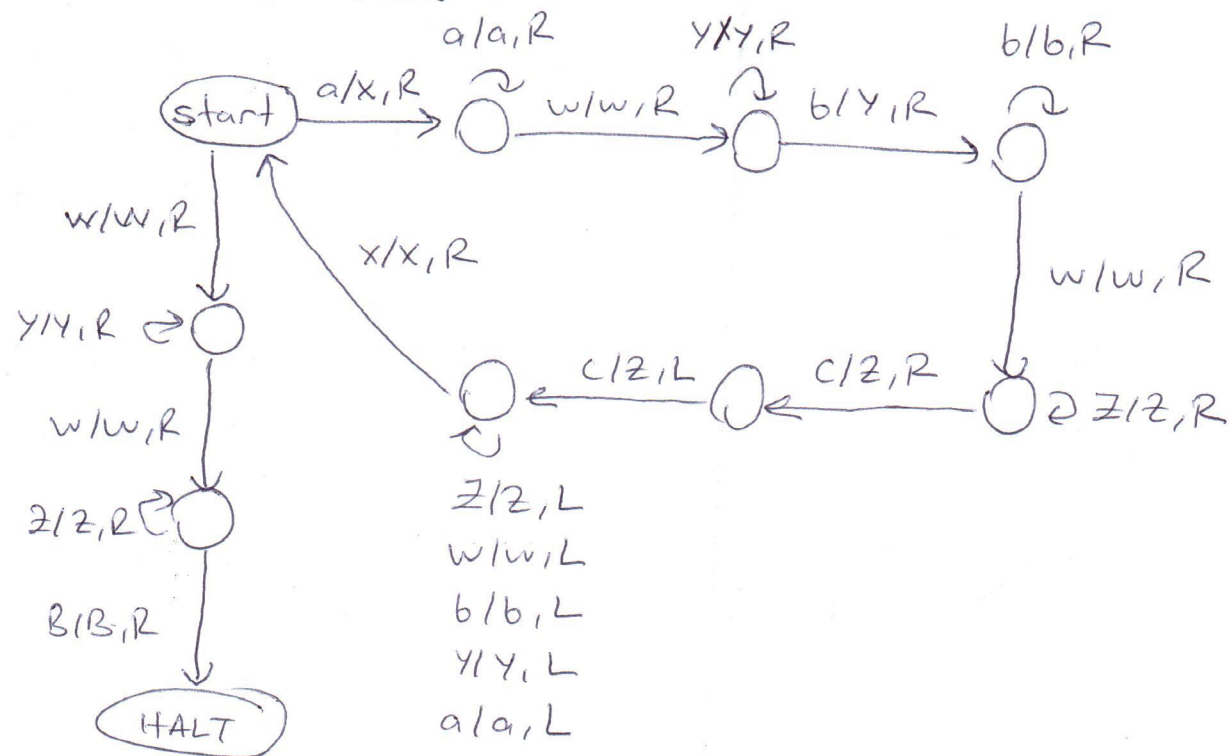 a/a,R
Y/Y,R
b/b,R
start
a/X,R
w/w,R
b/Y,R
w/w,R
x/x,R
w/w,R
Y/Y,R
C/Z,L
C/Z,R
Z/Z,R
w/w,R
Z/Z,R
Z/Z,L
w/w,L
b/b,L
Y/Y,L
a/a,L
B/B,R
HALT